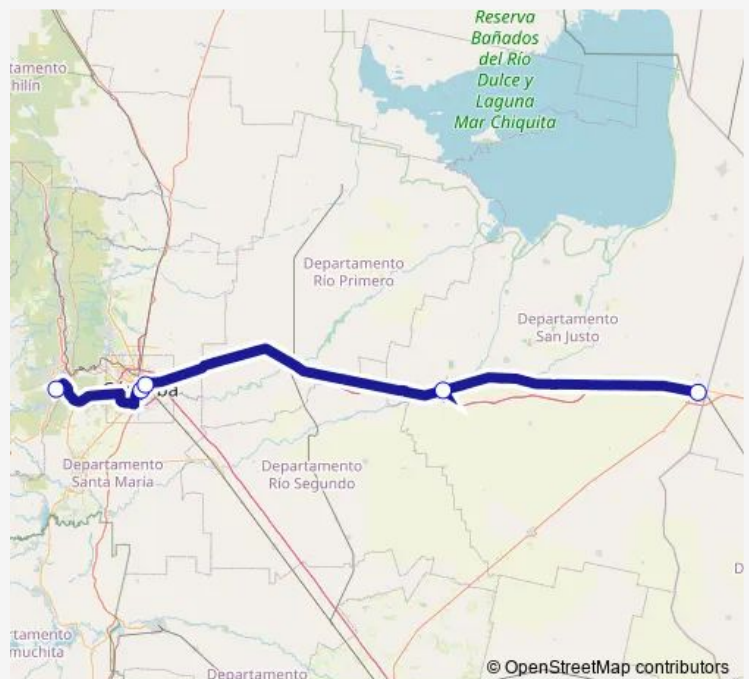 Reserva
Bañados
del Río
Dulce y
Laguna
Mar Chiquita
tamento
hilín
Departamento
Río Primero
Departamento
San Justo
Departamento
Santa María
Departamento
Río Segundo
D
tamento
muchita
Departamento
© OpenStreetMap contributors